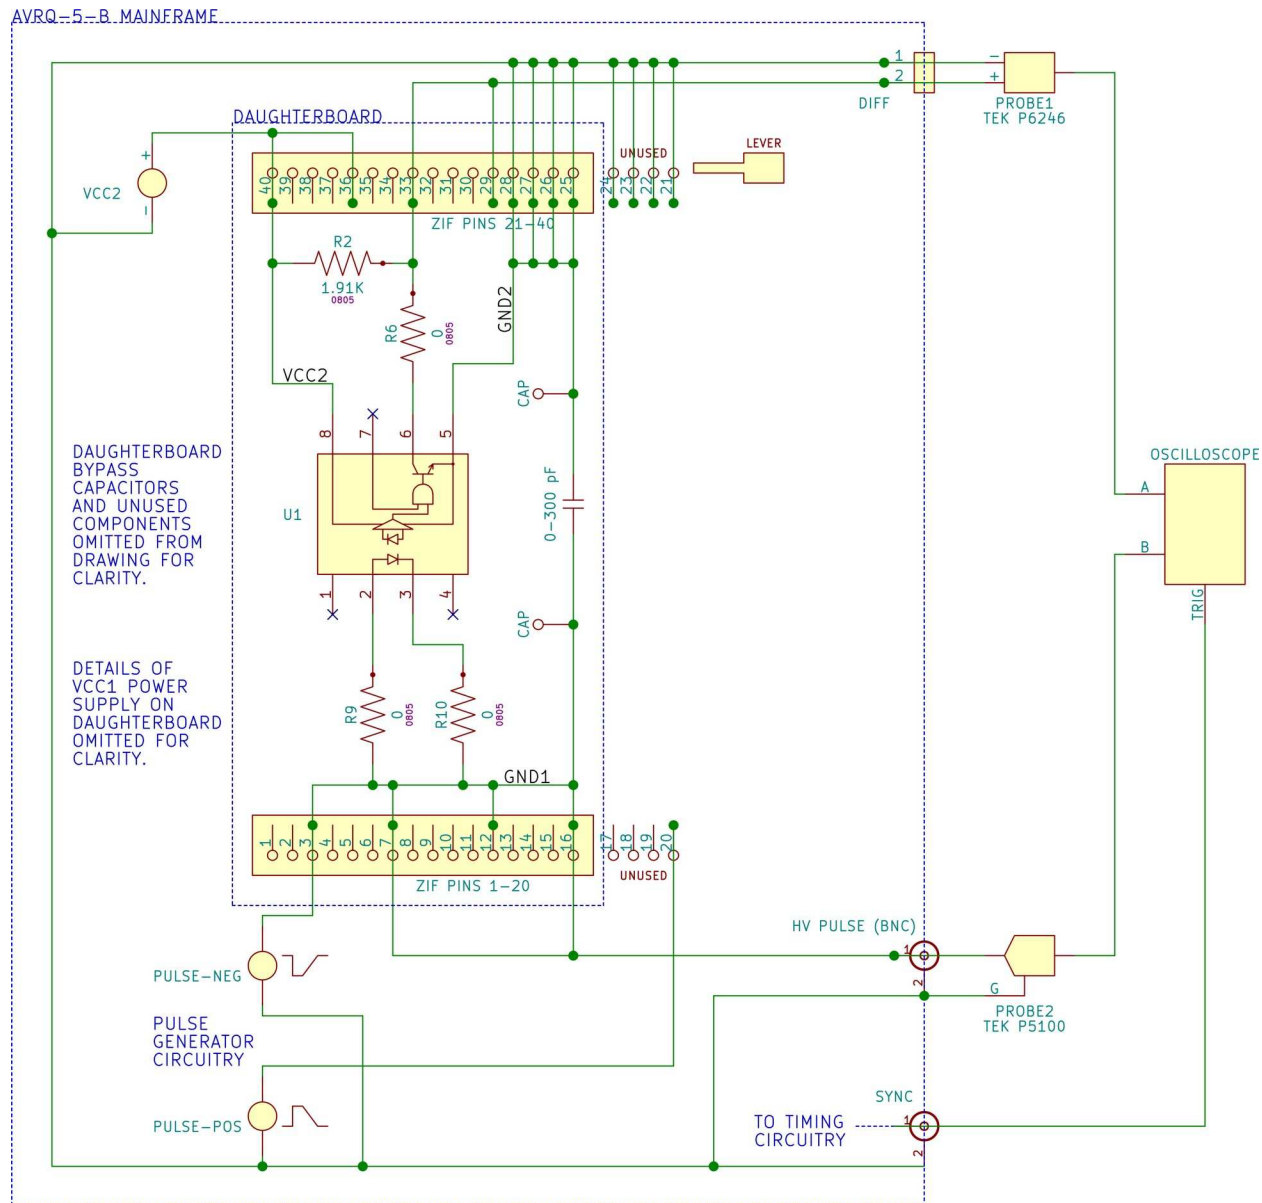 AVRQ-5-B MAINFRAME
1
2
DIFF
-
+
PROBE1
TEK P6246
DAUGHTERBOARD
UNUSED
LEVER
+
VCC2
-
40 39 38 37 36 35 34 33 32 31 30 29 28 27 26 25 24 23 22 21
ZIF PINS 21-40
R2
1.91K
0805
GND2
R6
0
0805
VCC2
CAP
8 7 6 5
DAUGHTERBOARD
BYPASS
CAPACITORS
AND UNUSED
COMPONENTS
OMITTED FROM
DRAWING FOR
CLARITY.
U1
0-300 pF
OSCILLOSCOPE
A
B
TRIG
1 2 3 4
CAP
DETAILS OF
VCC1 POWER
SUPPLY ON
DAUGHTERBOARD
OMITTED FOR
CLARITY.
R9
0
0805
R10
0
0805
GND1
1 2 3 4 5 6 7 8 9 10 11 12 13 14 15 16 17 18 19 20
ZIF PINS 1-20
UNUSED
HV PULSE (BNC)
1
2
G
PROBE2
TEK P5100
PULSE-NEG
PULSE
GENERATOR
CIRCUITRY
PULSE-POS
SYNC
1
2
TO TIMING
CIRCUITRY